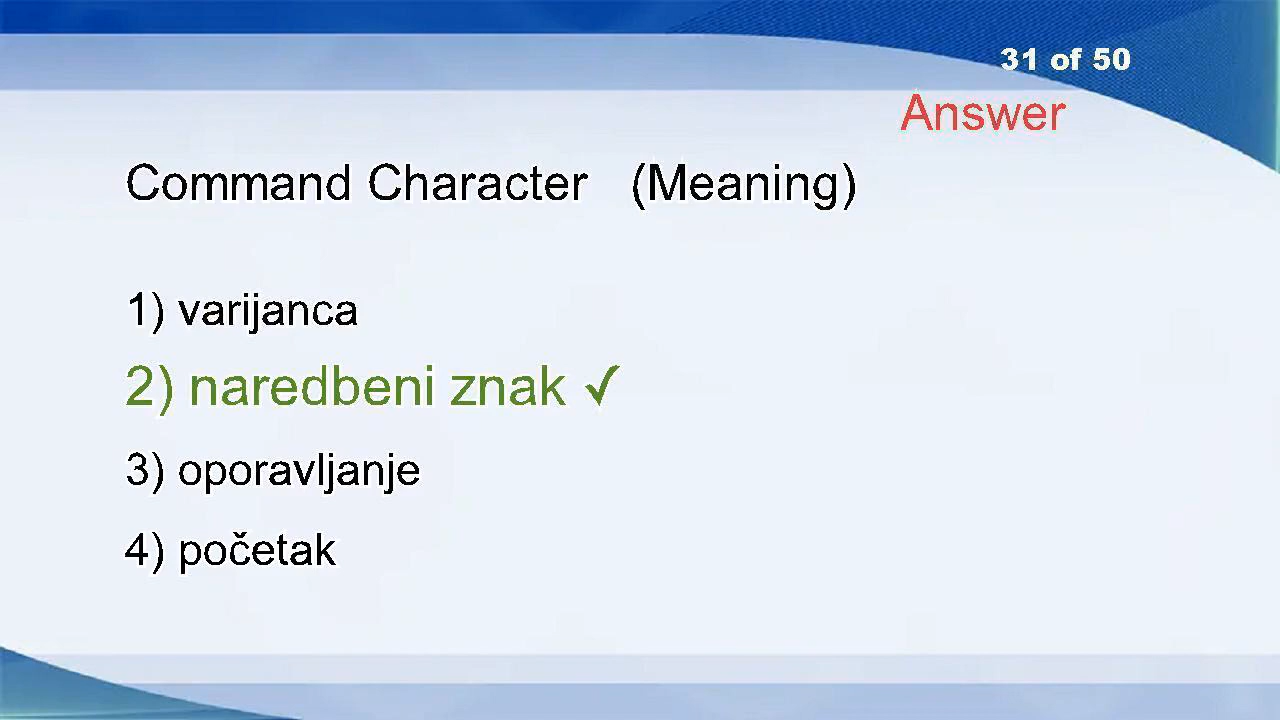 31 of 50
Answer
Command Character (Meaning)
1) varijanca
2) naredbeni znak ✓
3) oporavljanje
4) početak